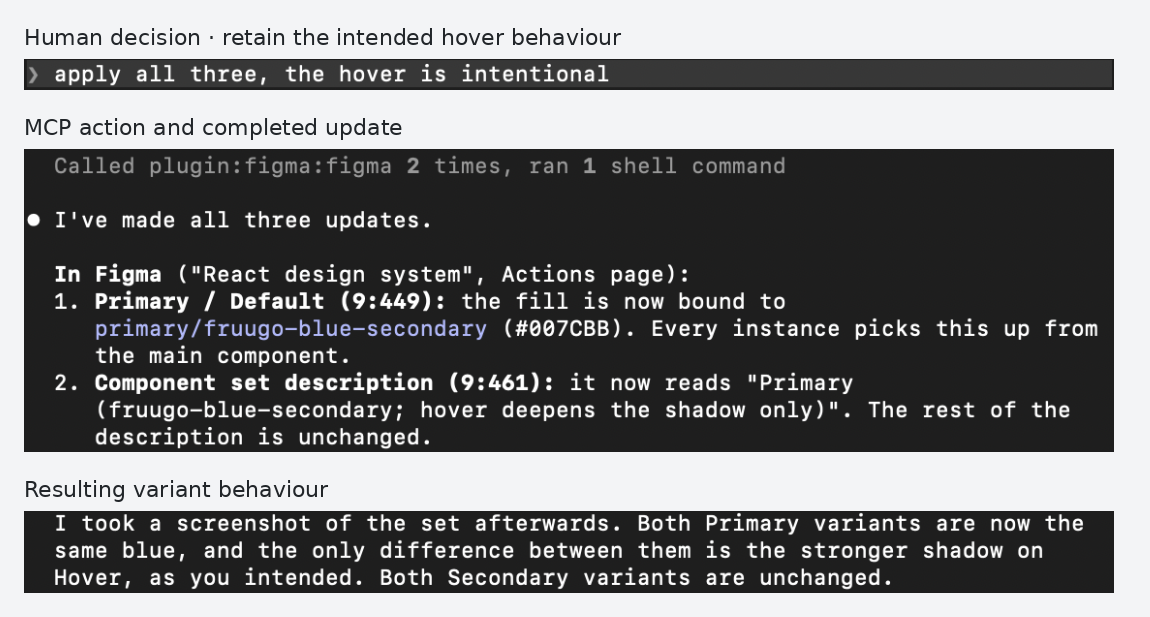 Human decision · retain the intended hover behaviour
❯ apply all three, the hover is intentional
MCP action and completed update
Called plugin:figma:figma 2 times, ran 1 shell command
● I've made all three updates.
In Figma ("React design system", Actions page):
1. Primary / Default (9:449): the fill is now bound to
primary/fruugo-blue-secondary (#007CBB). Every instance picks this up from
the main component.
2. Component set description (9:461): it now reads "Primary
(fruugo-blue-secondary; hover deepens the shadow only)". The rest of the
description is unchanged.
Resulting variant behaviour
I took a screenshot of the set afterwards. Both Primary variants are now the
same blue, and the only difference between them is the stronger shadow on
Hover, as you intended. Both Secondary variants are unchanged.